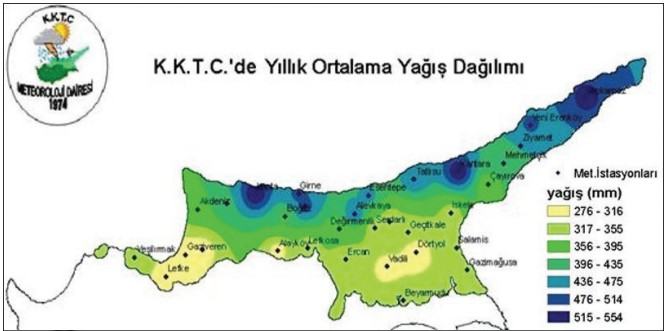 K.K.T.C
METEOROLOJİ DAİRESİ
1974
K.K.T.C.'de Yıllık Ortalama Yağış Dağılımı
Yeni Erenköy
Ziyamet
Mehmetçik
Çayırova
Kantara
Tatlısu
Esentepe
Girne
Akdeniz
Boğaz
Alevkaya
Değirmenlik
Serdarlı
Geçitkale
İskele
Yeşilırmak
Güzelyeren
Alayköy
Lefkoşa
Ercan
Dörtyol
Salamis
Vadili
Gazimağusa
Lefke
Beyarmudu
Met.İstasyonları
yağış (mm)
276 - 316
317 - 355
356 - 395
396 - 435
436 - 475
476 - 514
515 - 554